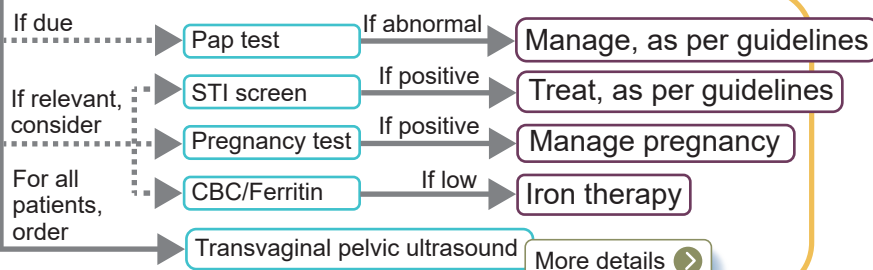 If due
Pap test
If abnormal
Manage, as per guidelines
If relevant,
consider
STI screen
If positive
Treat, as per guidelines
Pregnancy test
If positive
Manage pregnancy
CBC/Ferritin
If low
Iron therapy
For all
patients,
order
Transvaginal pelvic ultrasound
More details